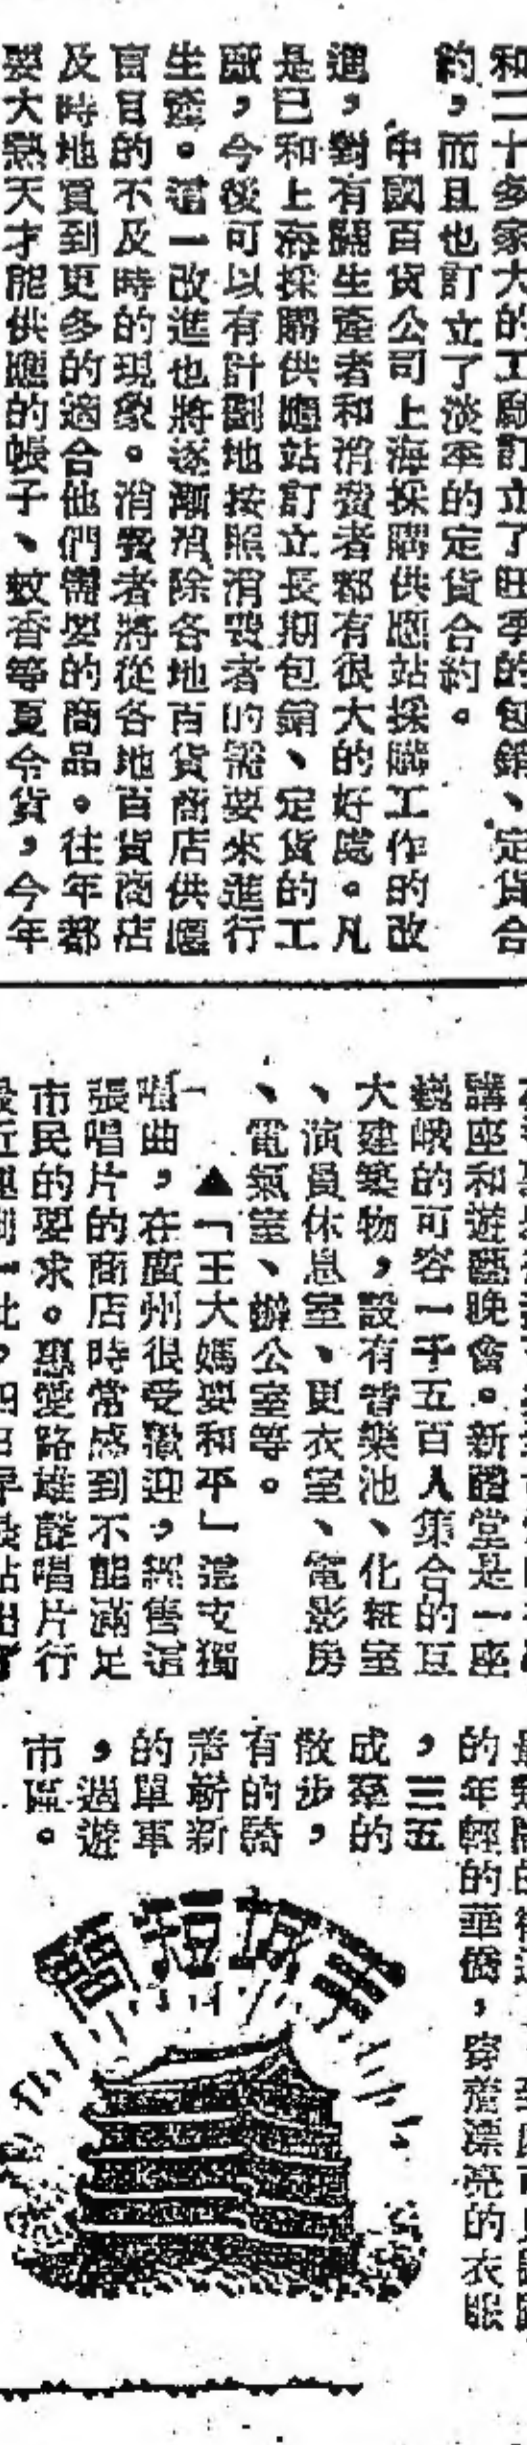 和二十多家大的工廠訂立了旺季的包銷、定貨合
約，而且也訂立了淡季的定貨合約。
中國百貨公司上海採購供應站採購工作的改
進，對有關生產者和消費者都有很大的好處。凡
是已和上海採購供應站訂立長期包銷、定貨的工
廠，今後可以有計劃地按照消費者的需要來進行
生產。這一改進也將逐漸消除各地百貨商店供應
盲目的不及時的現象。消費者將從各地百貨商店
及時地買到更多的適合他們需要的商品。往年都
要大熱天才能供應的帳子、蚊香等夏令貨，今年
講座和遊藝晚會。新禮堂是一座
巍峨的可容一千五百人集合的巨
大建築物，設有音樂池、化粧室
、演員休息室、更衣室、電影房
、電氣室、辦公室等。
▲「王大媽要和平」這支獨
唱曲，在廣州很受歡迎，經售這
張唱片的商店時常感到不能滿足
市民的要求。惠愛路雄聲唱片行
的年輕的華僑，穿着漂亮的衣服
，三五
成羣的
散步，
有的騎
着嶄新
的單車
，週遊
市區。
羊城短簡